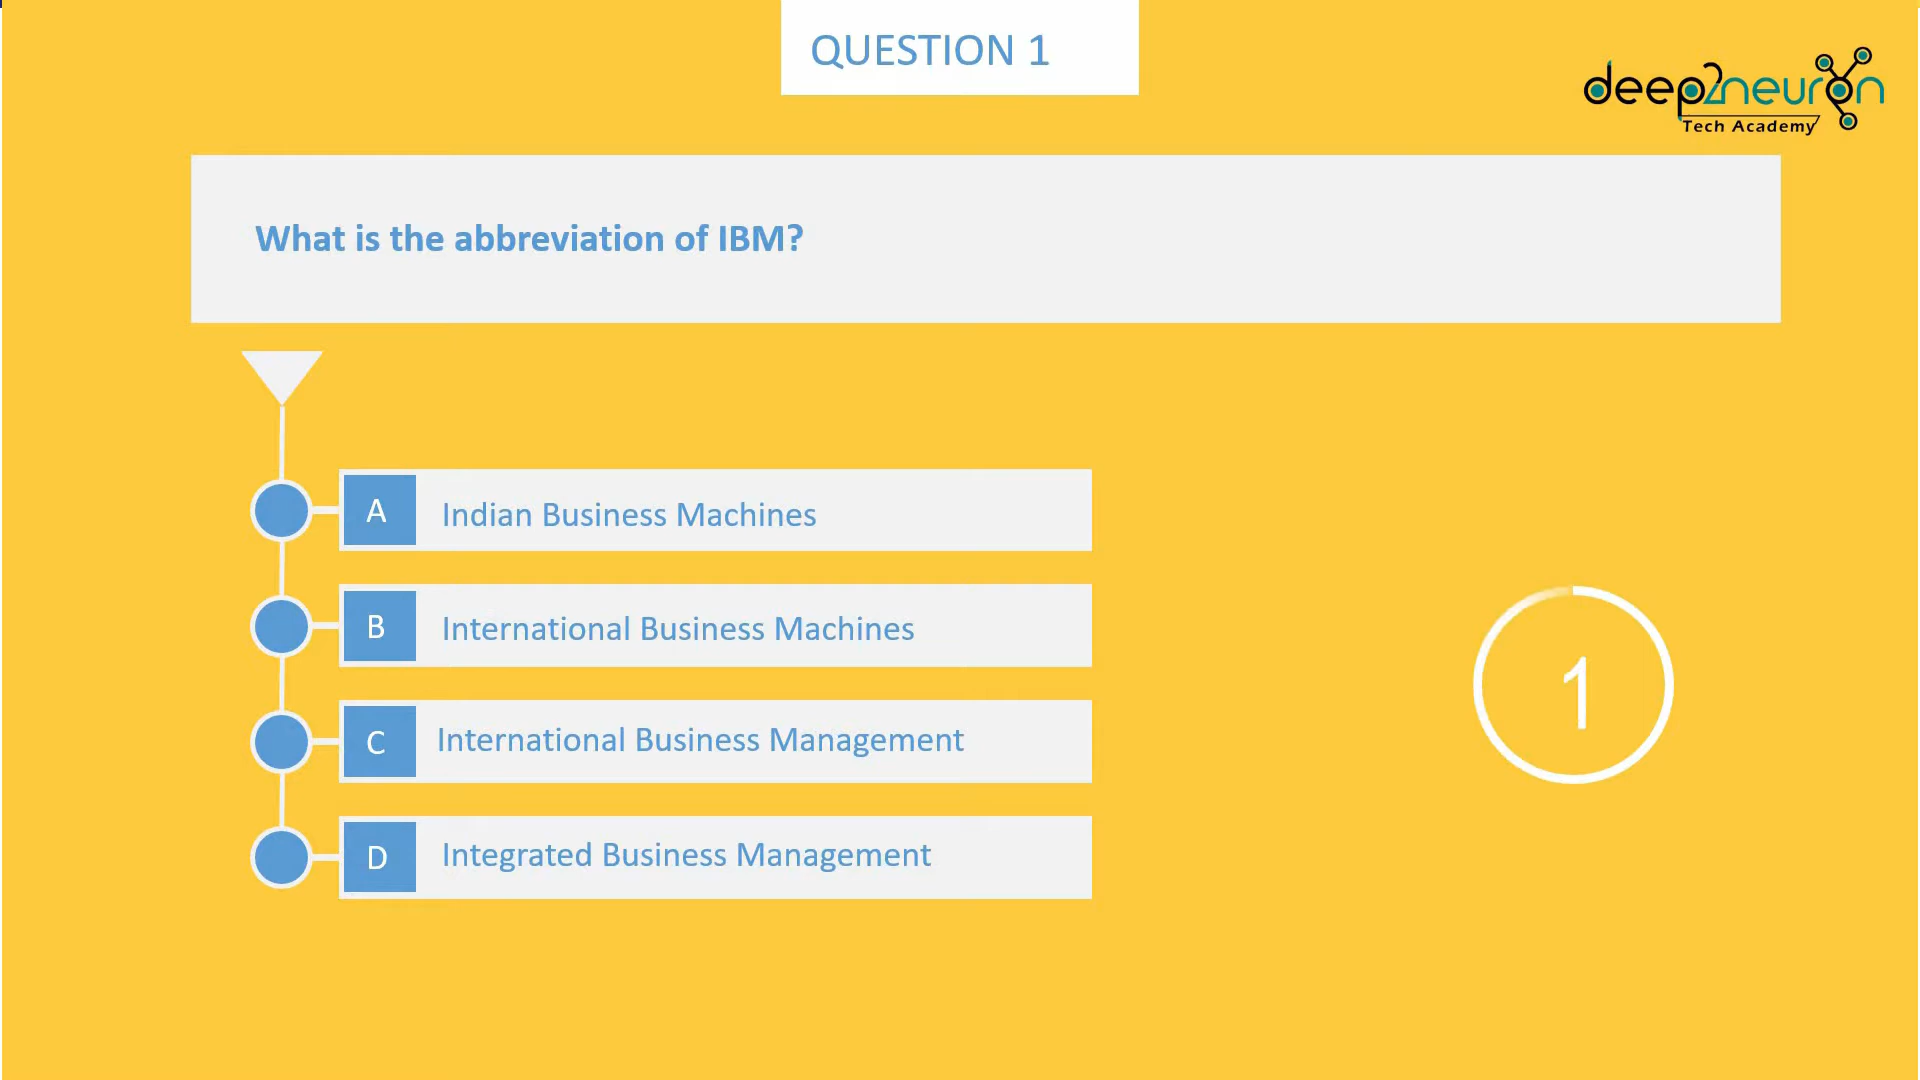 QUESTION 1
deep2neuron
Tech Academy
What is the abbreviation of IBM?
A Indian Business Machines
B International Business Machines
C International Business Management
D Integrated Business Management
1